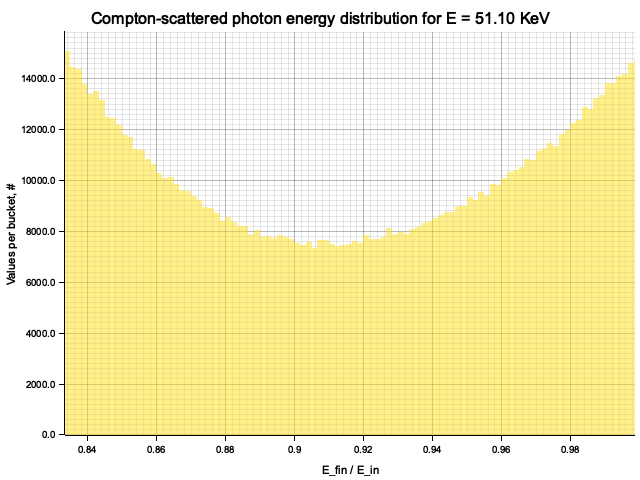 Compton-scattered photon energy distribution for E = 51.10 KeV
Values per bucket, #
14000.0
12000.0
10000.0
8000.0
6000.0
4000.0
2000.0
0.0
0.84 0.86 0.88 0.9 0.92 0.94 0.96 0.98
E_fin / E_in